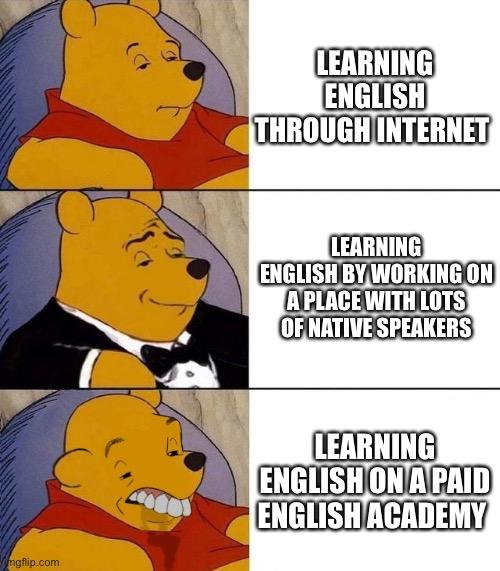 LEARNING
ENGLISH
THROUGH INTERNET
LEARNING
ENGLISH BY WORKING ON
A PLACE WITH LOTS
OF NATIVE SPEAKERS
LEARNING
ENGLISH ON A PAID
ENGLISH ACADEMY
imgflip.com